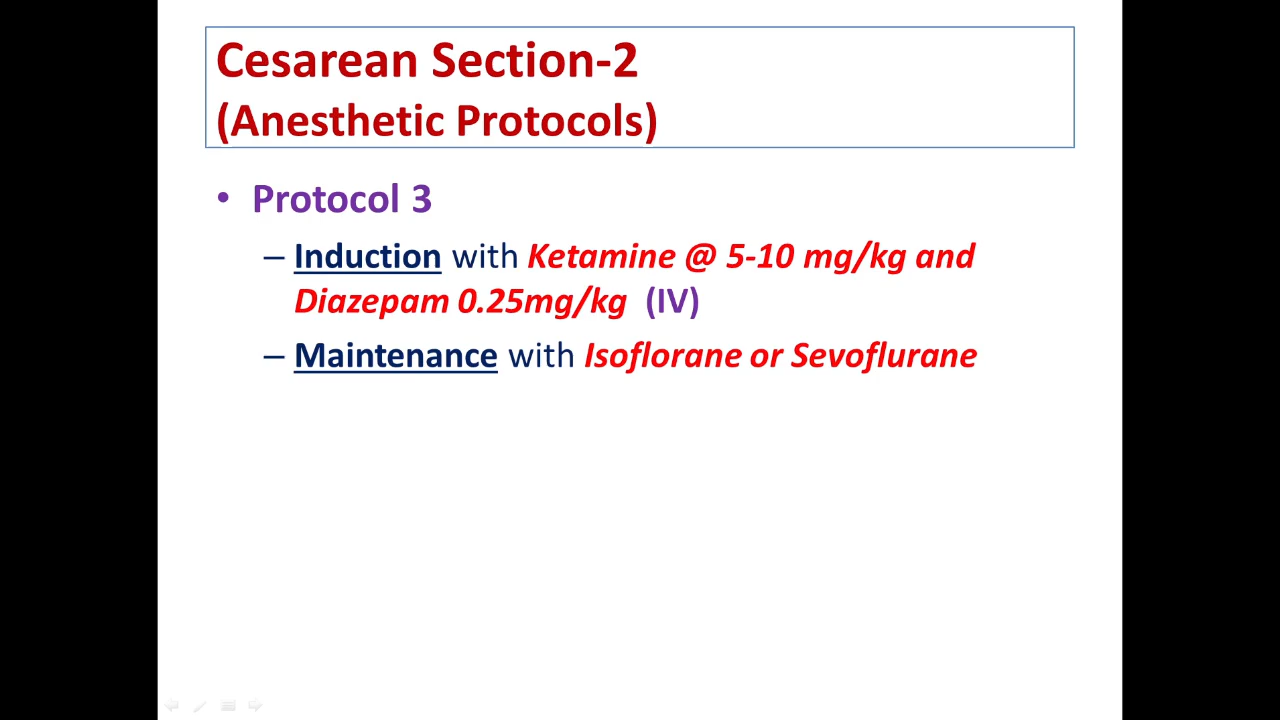 Cesarean Section-2
(Anesthetic Protocols)
• Protocol 3
– Induction with Ketamine @ 5-10 mg/kg and
Diazepam 0.25mg/kg (IV)
– Maintenance with Isoflorane or Sevoflurane